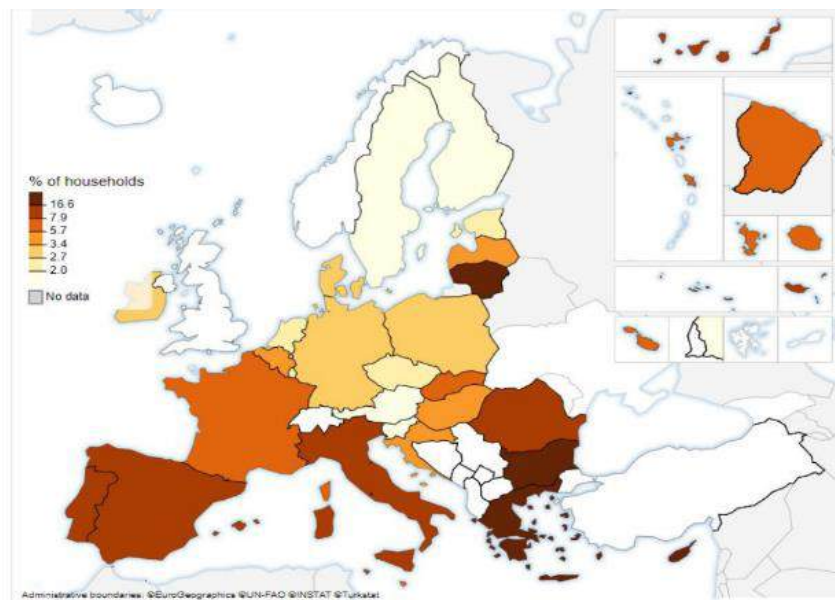 % of households
16.6
7.9
5.7
3.4
2.7
2.0
No data
Administrative boundaries: ©EuroGeographics ©UN-FAO ©INSTAT ©Turkstat